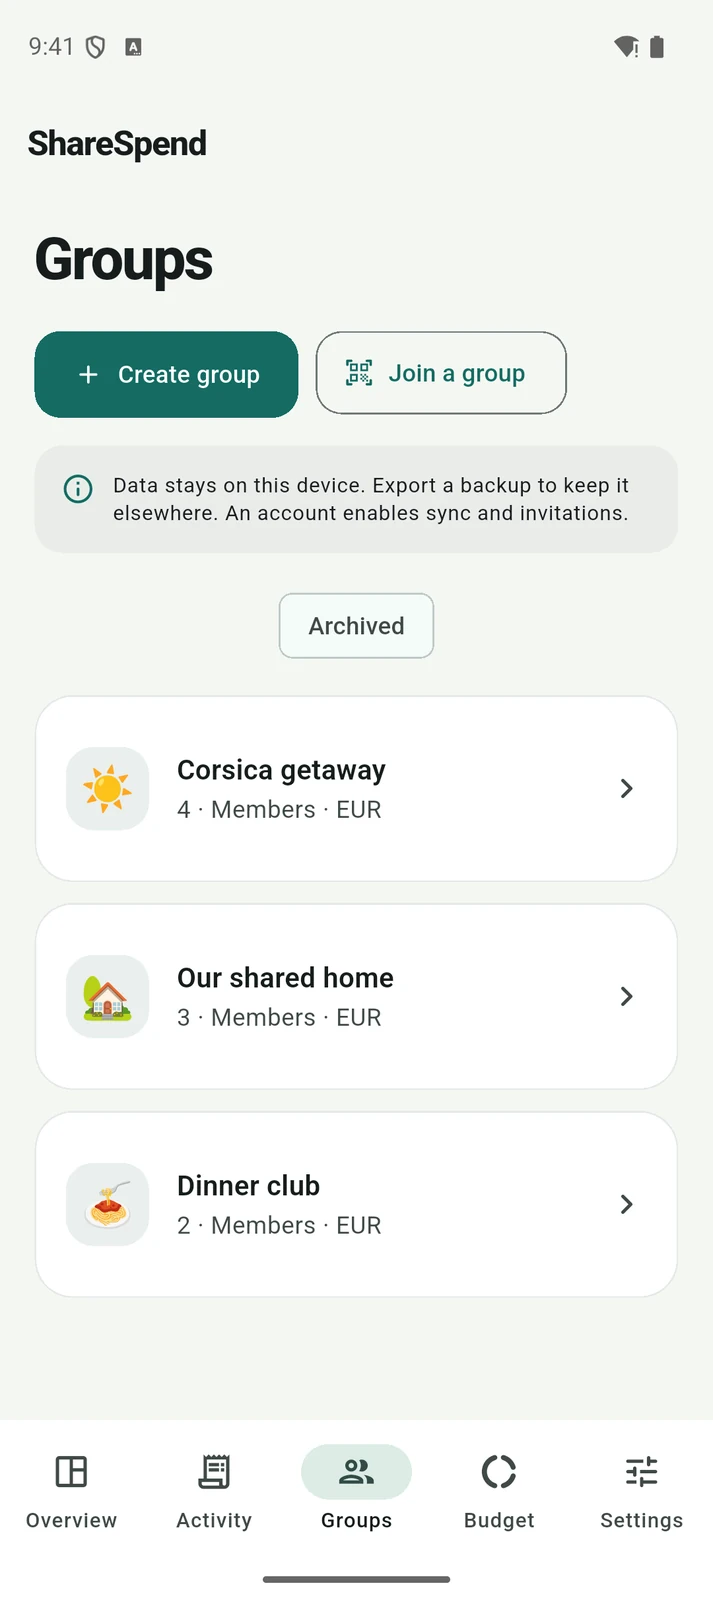 9:41
ShareSpend
Groups
Create group
Join a group
Data stays on this device. Export a backup to keep it
elsewhere. An account enables sync and invitations.
Archived
Corsica getaway
4 · Members · EUR
Our shared home
3 · Members · EUR
Dinner club
2 · Members · EUR
Overview
Activity
Groups
Budget
Settings